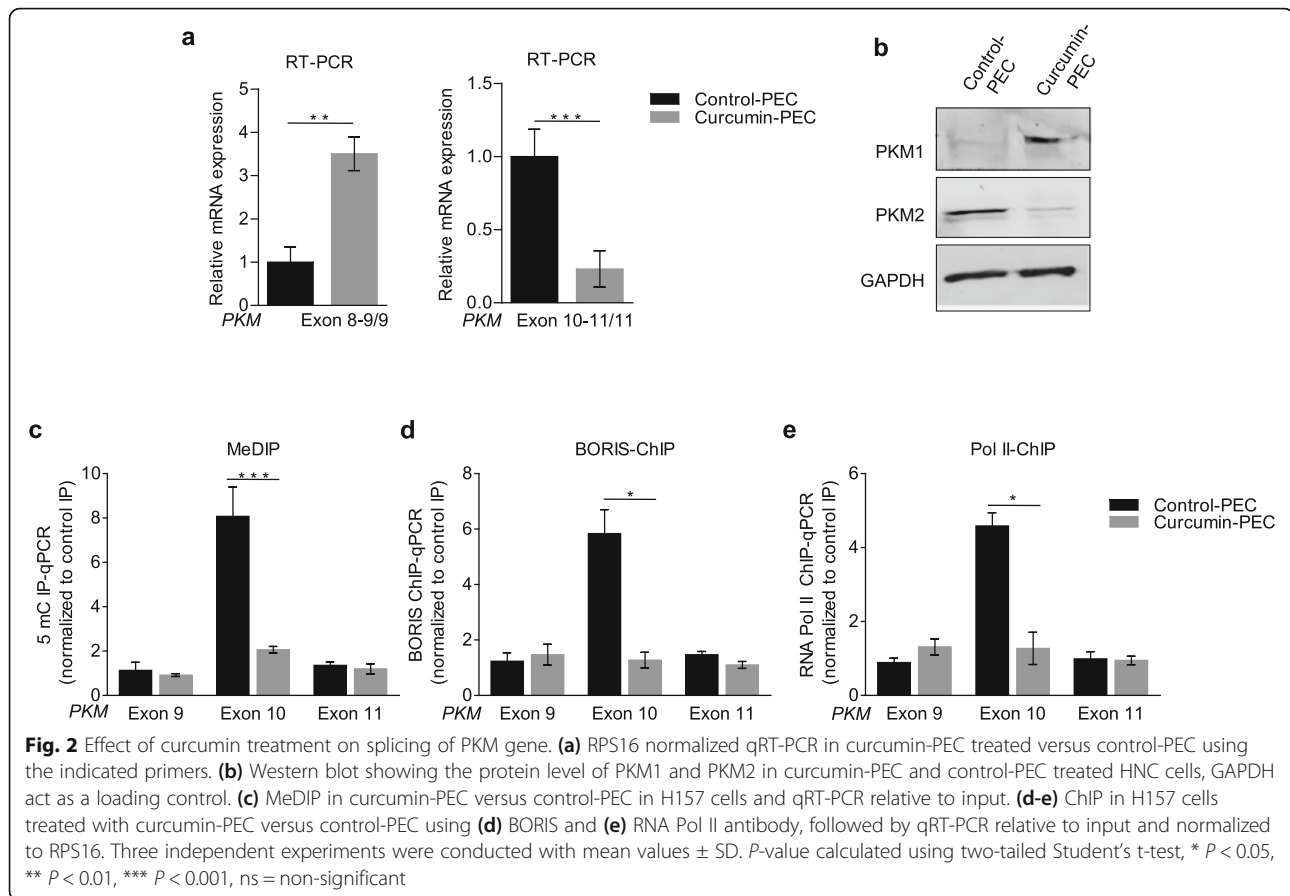 a
RT-PCR
Relative mRNA expression
5
4
3
2
1
0
* *
PKM Exon 8-9/9
RT-PCR
Relative mRNA expression
1.5
1.0
0.5
0.0
* * *
PKM Exon 10-11/11
Control-PEC
Curcumin-PEC
b
Control-
PEC
Curcumin-
PEC
PKM1
PKM2
GAPDH
c
MeDIP
5 mC IP-qPCR
(normalized to control IP)
10
8
6
4
2
0
* * *
PKM Exon 9 Exon 10 Exon 11
d
BORIS-ChIP
BORIS ChIP-qPCR
(normalized to control IP)
8
6
4
2
0
*
Exon 9 Exon 10 Exon 11
e
Pol II-ChIP
RNA Pol II ChIP-qPCR
(normalized to control IP)
6
4
2
0
*
PKM Exon 9 Exon 10 Exon 11
Control-PEC
Curcumin-PEC
Fig. 2 Effect of curcumin treatment on splicing of PKM gene. (a) RPS16 normalized qRT-PCR in curcumin-PEC treated versus control-PEC using
the indicated primers. (b) Western blot showing the protein level of PKM1 and PKM2 in curcumin-PEC and control-PEC treated HNC cells, GAPDH
act as a loading control. (c) MeDIP in curcumin-PEC versus control-PEC in H157 cells and qRT-PCR relative to input. (d-e) ChIP in H157 cells
treated with curcumin-PEC versus control-PEC using (d) BORIS and (e) RNA Pol II antibody, followed by qRT-PCR relative to input and normalized
to RPS16. Three independent experiments were conducted with mean values ± SD. P-value calculated using two-tailed Student's t-test, * P < 0.05,
** P < 0.01, *** P < 0.001, ns = non-significant